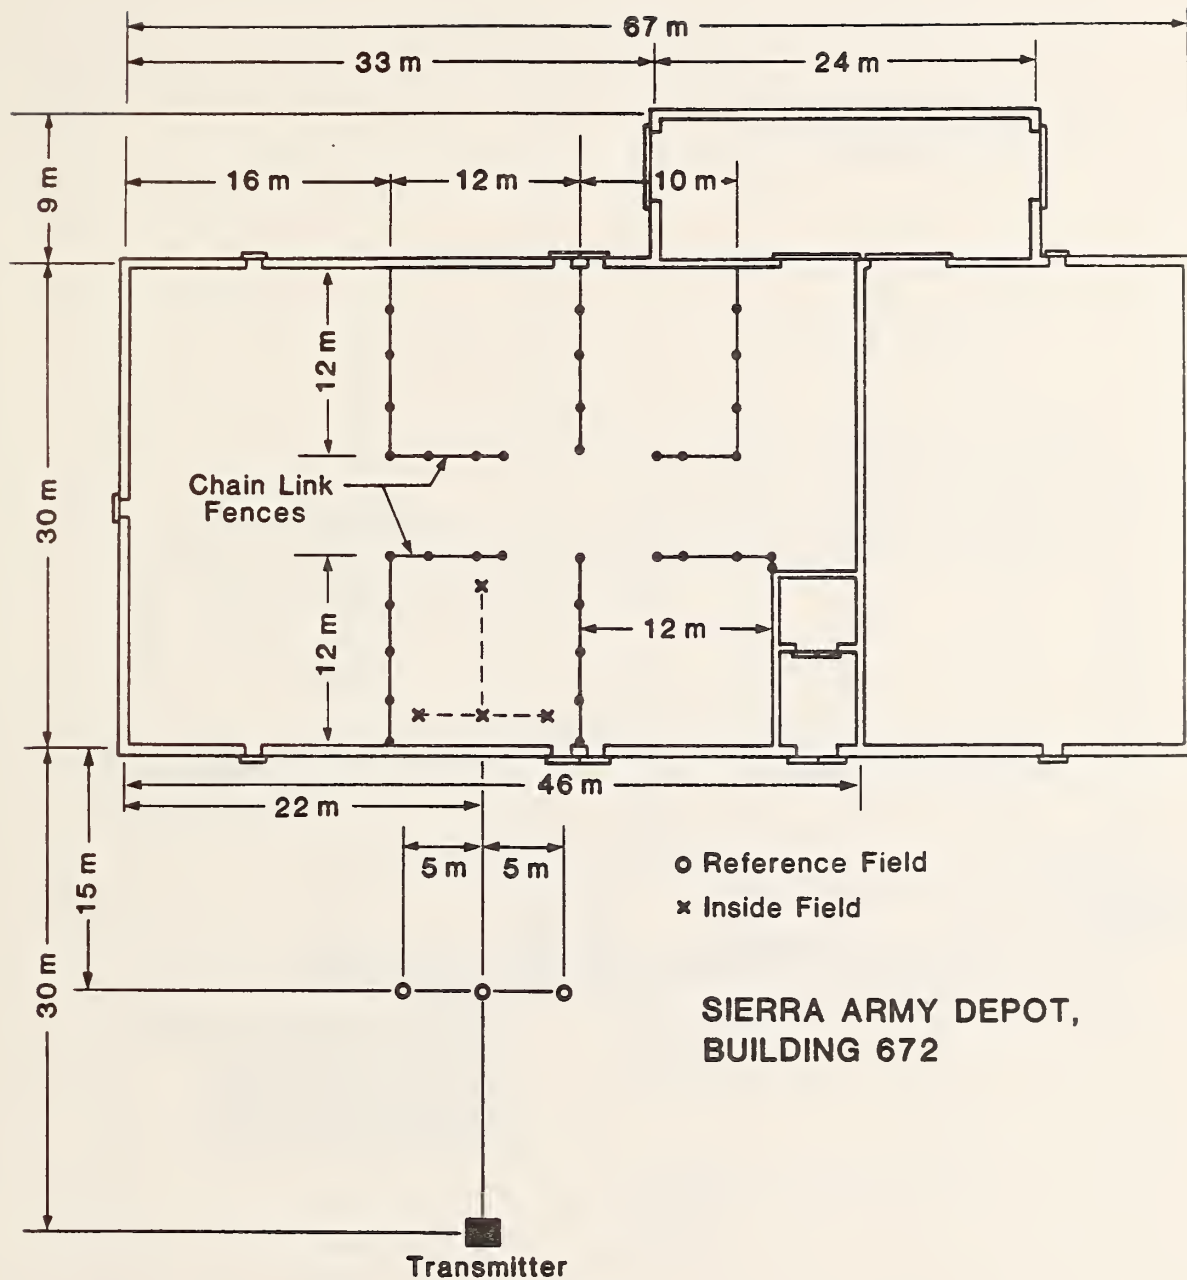 67 m
33 m
24 m
9 m
16 m
12 m
10 m
12 m
30 m
Chain Link
Fences
12 m
12 m
46 m
22 m
5 m
5 m
15 m
30 m
o Reference Field
x Inside Field
SIERRA ARMY DEPOT,
BUILDING 672
Transmitter